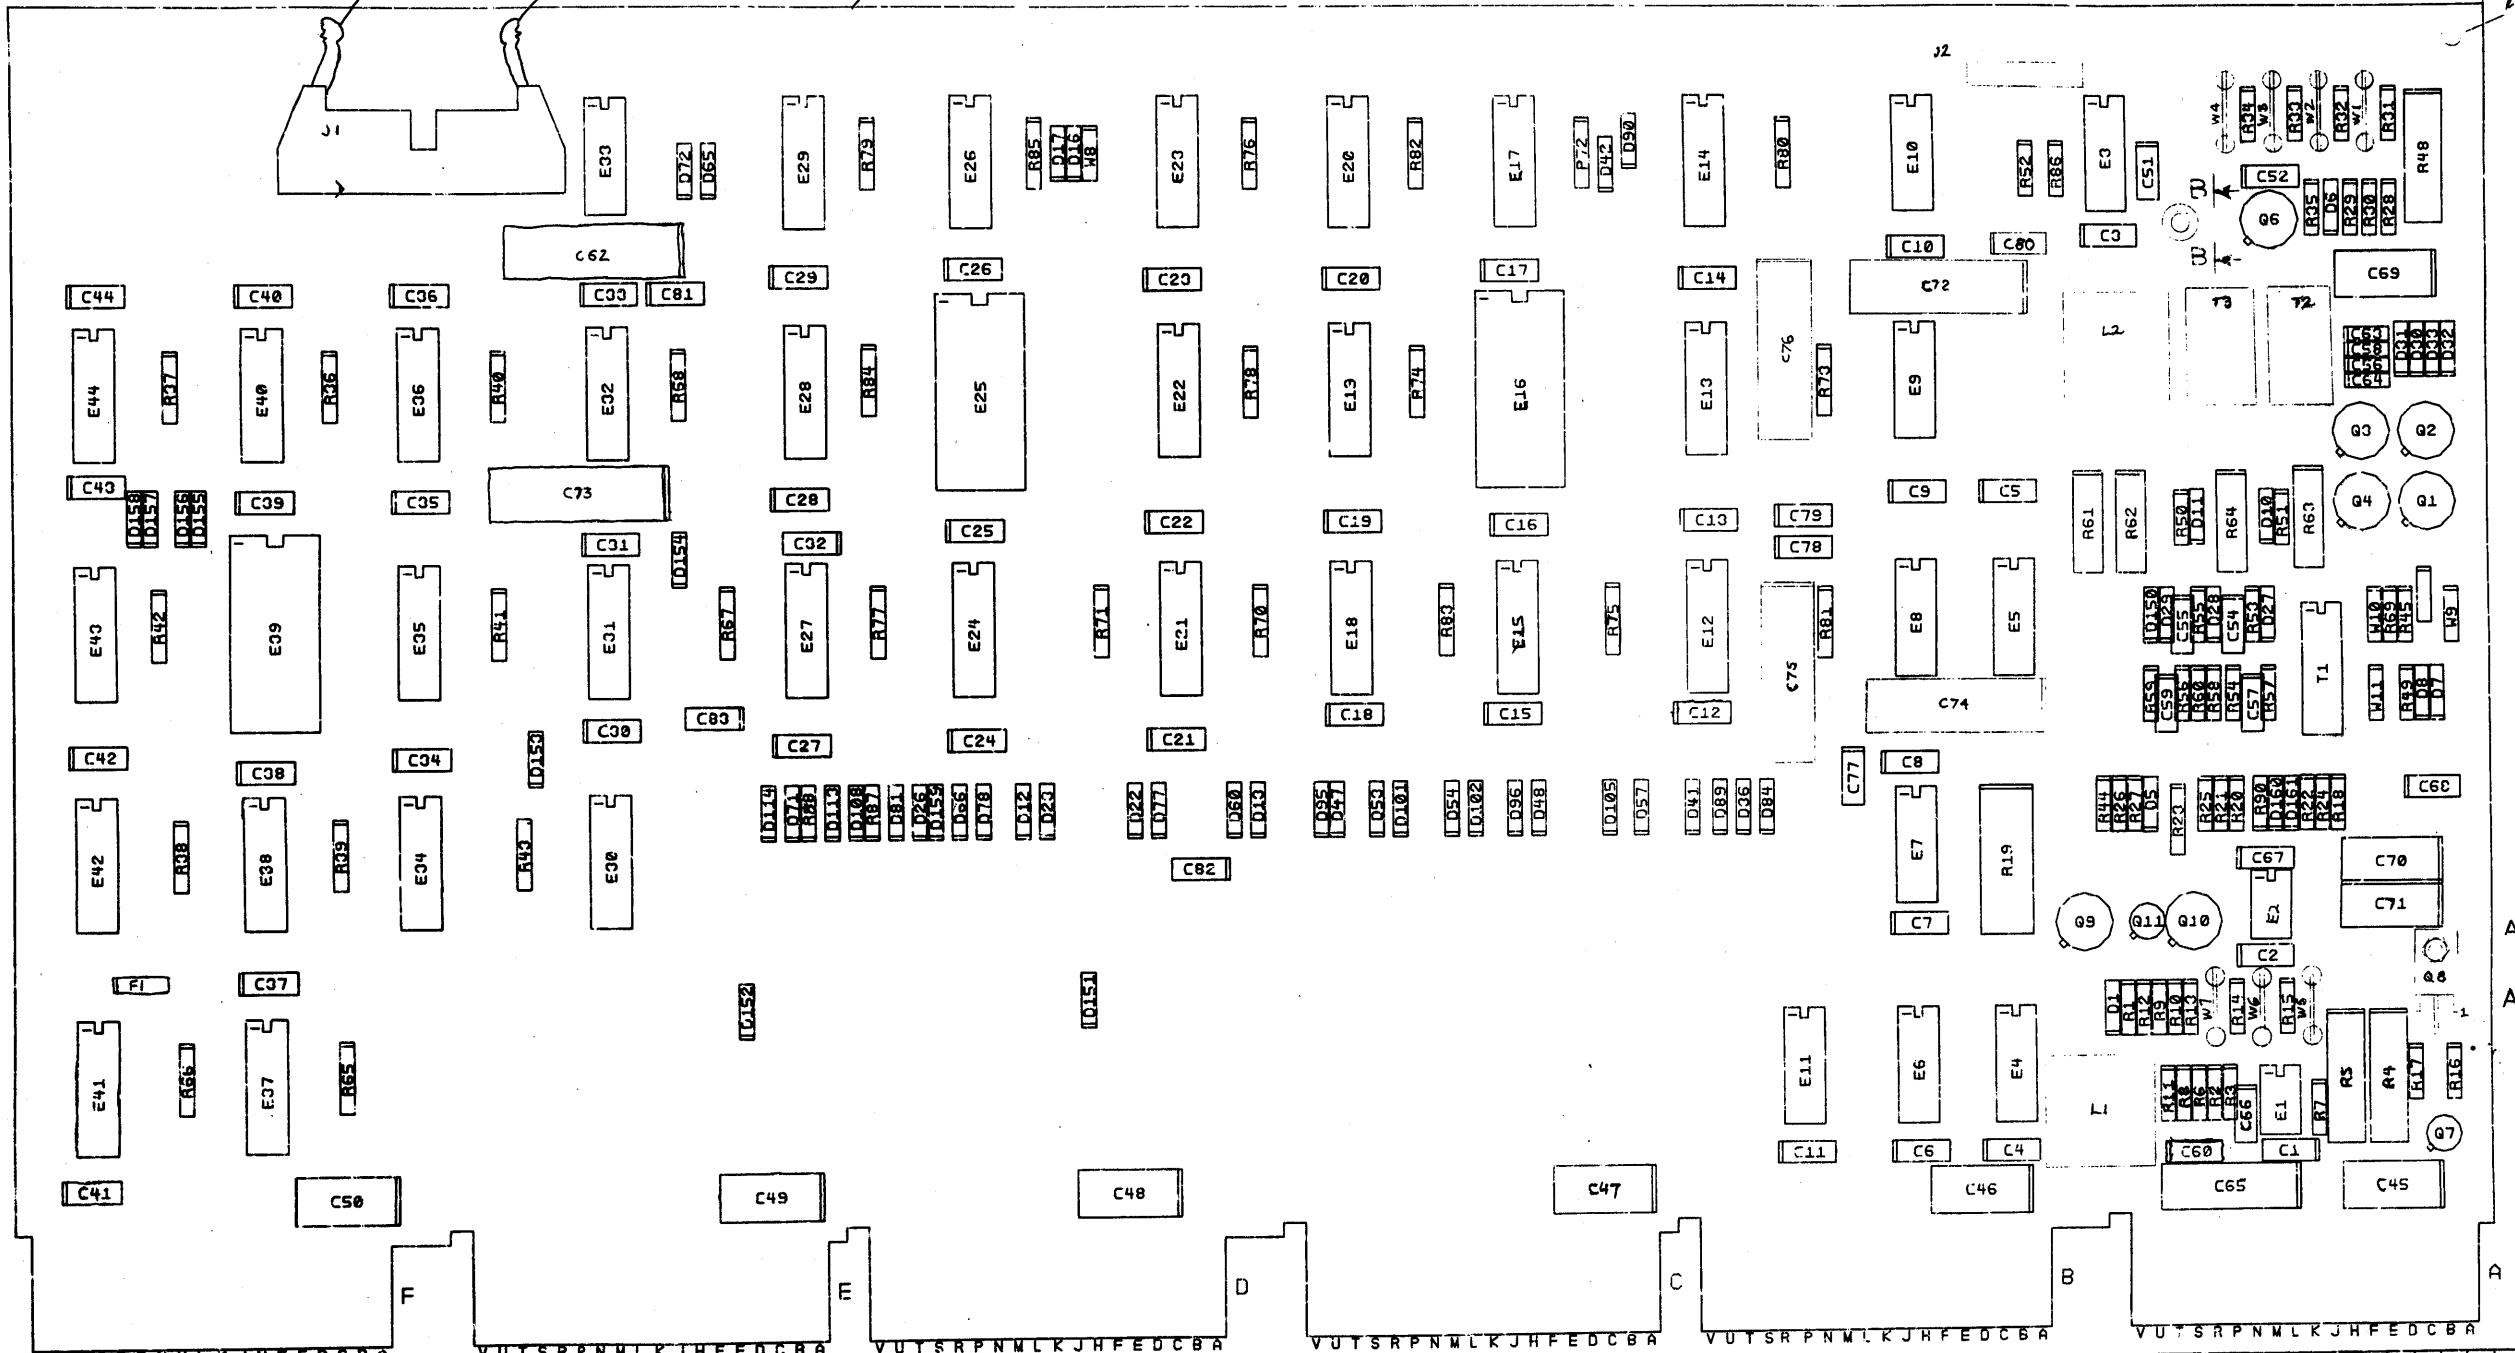 J2
J1
E33
D72
D65
E29
R79
E26
R85
D17
D16
W8
E23
R76
E20
R82
E17
D42
D90
E14
R80
E10
R52
R86
E3
C51
W4
R34
W3
R33
W2
R32
W1
R31
R48
C52
Q6
R35
D6
R29
R30
R28
C62
C10
C80
C3
C69
C44
C40
C36
C33
C81
C29
C26
C23
C20
C17
C14
C76
C72
L2
T3
T2
C63
C58
C56
C64
D31
D30
D33
D32
E44
R37
E40
R36
E36
R40
E32
R68
E28
R84
E25
E22
R78
E19
R74
E16
E13
R73
E9
Q3
Q2
Q4
Q1
C43
D158
D157
D156
D155
C39
C35
C73
C28
C25
C22
C19
C16
C13
C79
C78
C9
C5
R61
R62
R50
D11
R64
D10
R51
R63
C31
D154
C32
E43
R42
E39
E35
R41
E31
R67
E27
R77
E24
R71
E21
R70
E18
R83
E15
R75
E12
C75
R81
E8
E5
D150
D29
C55
R55
D28
C54
R53
D27
T1
W10
R69
R45
W9
R59
C59
R56
R60
R58
R54
C57
R57
W11
R49
D8
D7
C42
C38
C34
D153
C30
C83
C27
C24
C21
C18
C15
C12
C74
C77
C8
E42
R38
E38
R39
E34
R43
E30
D114
D71
R88
D113
D108
R87
D81
D26
D159
D66
D78
D12
D23
D22
D77
D60
D13
D95
D47
D53
D101
D54
D102
D96
D48
D105
D57
D41
D89
D36
D84
C82
E7
R19
R44
R26
R27
D5
R23
R25
R21
R20
R90
D160
D161
R22
R24
R18
C67
C70
C71
E2
Q9
Q11
Q10
C7
C2
Q8
A
A
F1
C37
D152
D151
D1
R1
R12
R9
R10
R13
W7
R14
W6
R15
W5
E41
R66
E37
R65
E11
E6
E4
L1
R11
R8
R6
R2
R3
C66
E1
R7
R5
R4
R17
R16
Q7
C11
C6
C4
C60
C1
C41
C50
C49
C48
C47
C46
C65
C45
F
E
D
C
B
A
V U T S R P N M L K J H F E D C B A
V U T S R P N M L K J H F E D C B A
V U T S R P N M L K J H F E D C B A
V U T S R P N M L K J H F E D C B A
V U T S R P N M L K J H F E D C B A